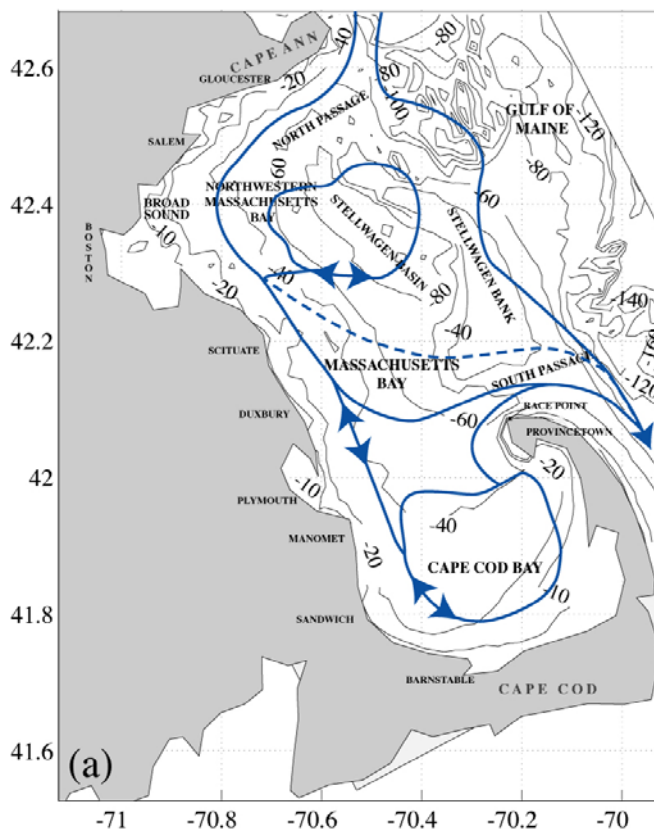 42.6
42.4
42.2
42
41.8
41.6
-71
-70.8
-70.6
-70.4
-70.2
-70
CAPE ANN
GLOUCESTER
-40
-20
-80
-80
-100
GULF OF
MAINE
-120
NORTH PASSAGE
SALEM
-60
-80
-60
NORTHWESTERN
MASSACHUSETTS
BAY
BROAD
SOUND
-10
BOSTON
STELLWAGEN BASIN
STELLWAGEN BANK
-40
-20
-80
-140
-40
-160
SCITUATE
MASSACHUSETTS
BAY
SOUTH PASSAGE
-120
DUXBURY
-60
RACE POINT
PROVINCETOWN
-20
-10
PLYMOUTH
-40
MANOMET
-20
CAPE COD BAY
-10
SANDWICH
BARNSTABLE
CAPE COD
(a)